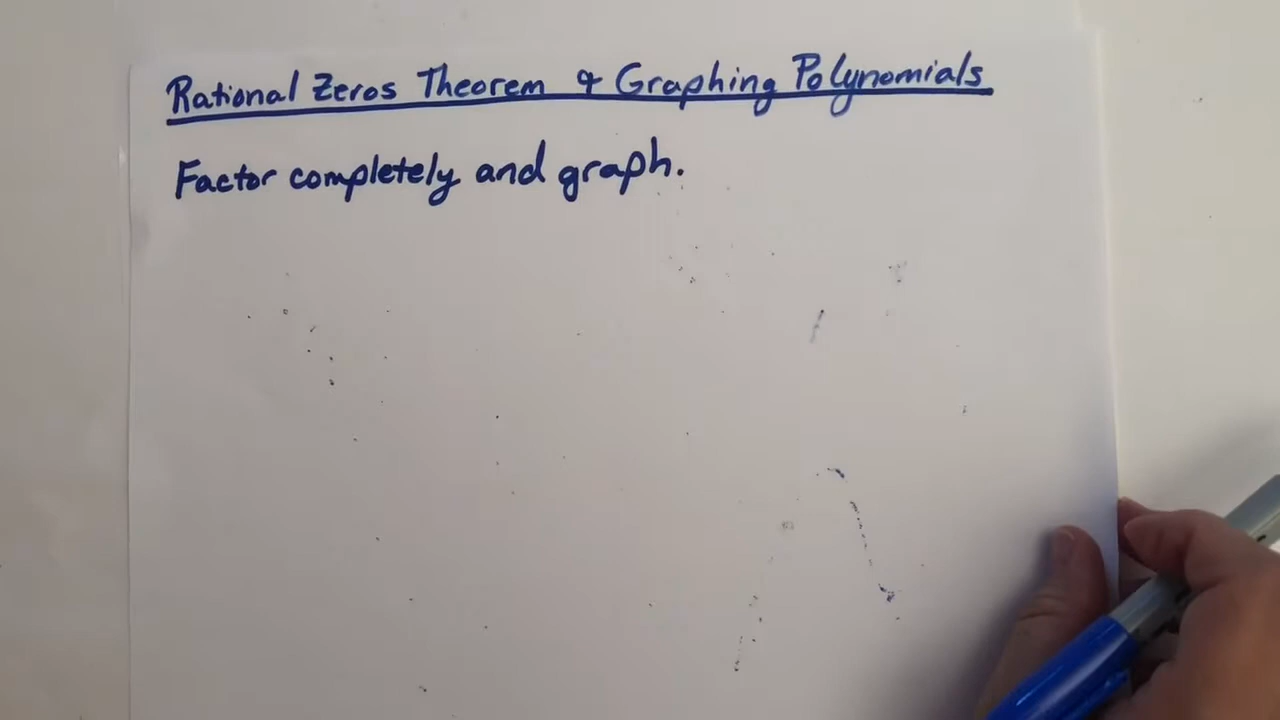 Rational Zeros Theorem & Graphing Polynomials
Factor completely and graph.